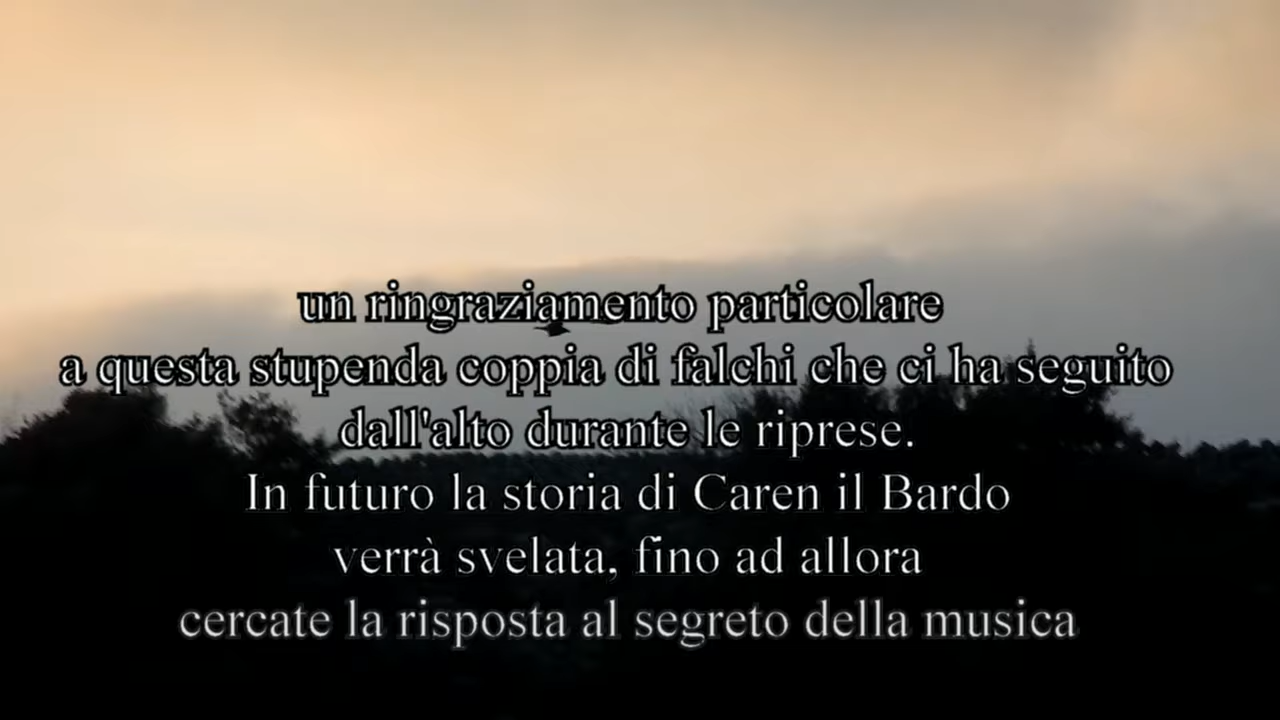 un ringraziamento particolare
a questa stupenda coppia di falchi che ci ha seguito
dall'alto durante le riprese.
In futuro la storia di Caren il Bardo
verrà svelata, fino ad allora
cercate la risposta al segreto della musica